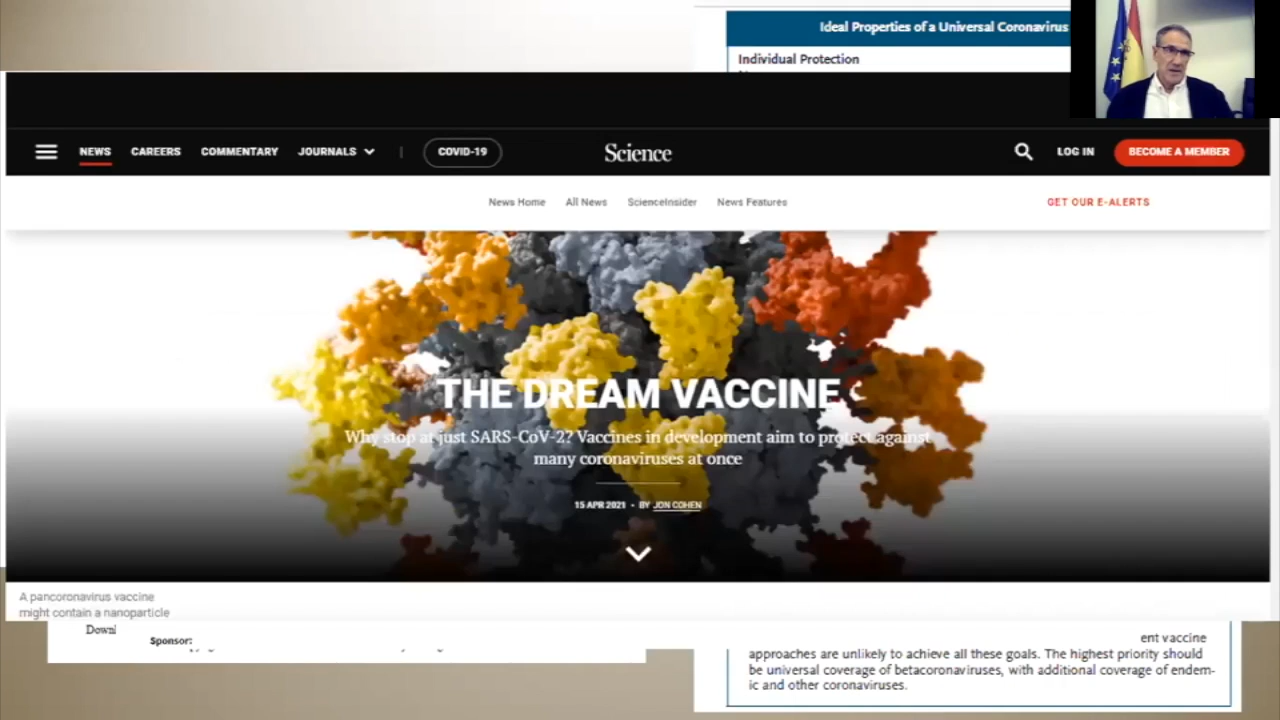 Ideal Properties of a Universal Coronavirus
Individual Protection
NEWS CAREERS COMMENTARY JOURNALS | COVID-19 Science LOG IN BECOME A MEMBER
News Home All News ScienceInsider News Features GET OUR E-ALERTS
THE DREAM VACCINE
Why stop at just SARS-CoV-2? Vaccines in development aim to protect against
many coronaviruses at once
15 APR 2021 • BY JON COHEN
A pancoronavirus vaccine
might contain a nanoparticle
Downl
Sponsor:
ent vaccine
approaches are unlikely to achieve all these goals. The highest priority should
be universal coverage of betacoronaviruses, with additional coverage of endem-
ic and other coronaviruses.